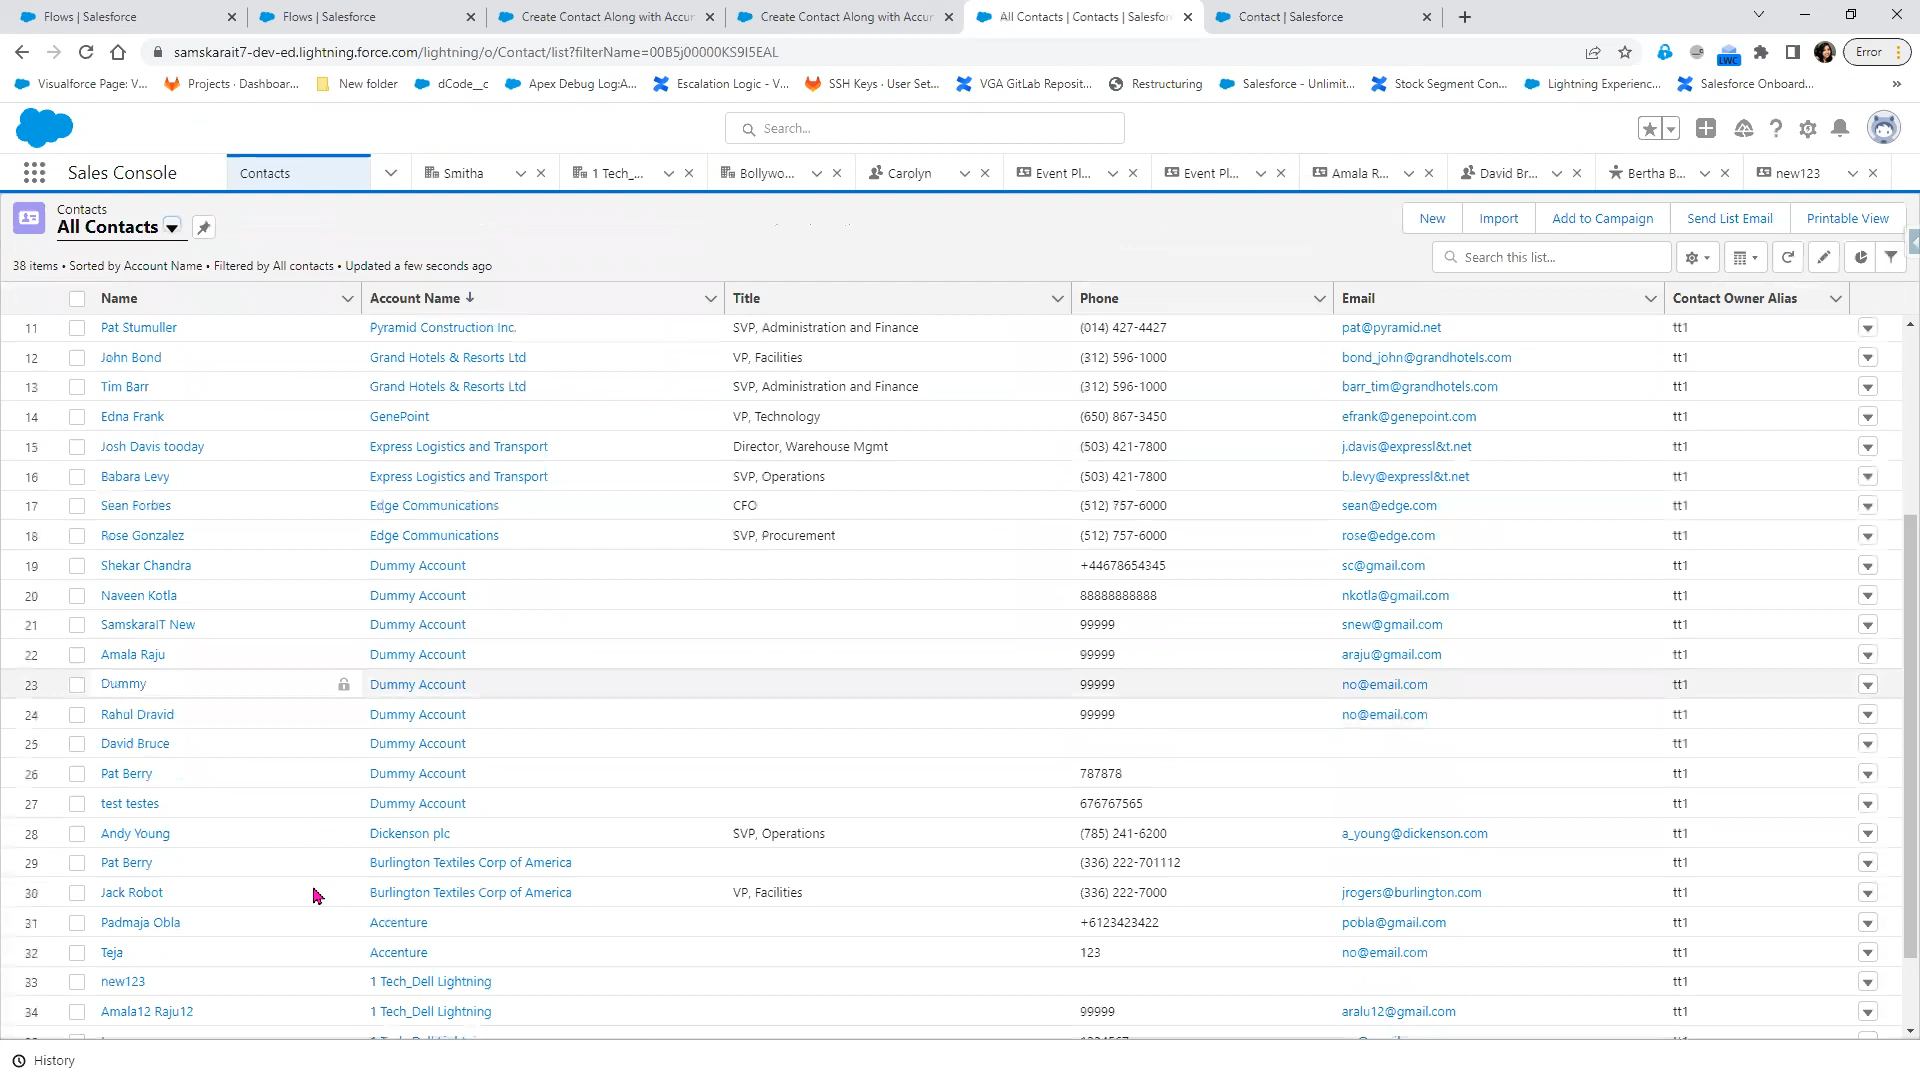 Flows | Salesforce
Flows | Salesforce
Create Contact Along with Accur
Create Contact Along with Accur
All Contacts | Contacts | Salesfor
Contact | Salesforce
samskarait7-dev-ed.lightning.force.com/lightning/o/Contact/list?filterName=00B5j00000KS9I5EAL
LWC
Error
Visualforce Page: V...
Projects · Dashboar...
New folder
dCode__c
Apex Debug Log:A...
Escalation Logic - V...
SSH Keys · User Set...
VGA GitLab Reposit...
Restructuring
Salesforce - Unlimit...
Stock Segment Con...
Lightning Experienc...
Salesforce Onboard...
»
Search...
Sales Console
Contacts
Smitha
1 Tech_...
Bollywo...
Carolyn
Event Pl...
Event Pl...
Amala R...
David Br...
Bertha B...
new123
Contacts
All Contacts
New
Import
Add to Campaign
Send List Email
Printable View
38 items • Sorted by Account Name • Filtered by All contacts • Updated a few seconds ago
Search this list...
Name Account Name Title Phone Email Contact Owner Alias
11 Pat Stumuller Pyramid Construction Inc. SVP, Administration and Finance (014) 427-4427 pat@pyramid.net tt1
12 John Bond Grand Hotels & Resorts Ltd VP, Facilities (312) 596-1000 bond_john@grandhotels.com tt1
13 Tim Barr Grand Hotels & Resorts Ltd SVP, Administration and Finance (312) 596-1000 barr_tim@grandhotels.com tt1
14 Edna Frank GenePoint VP, Technology (650) 867-3450 efrank@genepoint.com tt1
15 Josh Davis tooday Express Logistics and Transport Director, Warehouse Mgmt (503) 421-7800 j.davis@expressl&t.net tt1
16 Babara Levy Express Logistics and Transport SVP, Operations (503) 421-7800 b.levy@expressl&t.net tt1
17 Sean Forbes Edge Communications CFO (512) 757-6000 sean@edge.com tt1
18 Rose Gonzalez Edge Communications SVP, Procurement (512) 757-6000 rose@edge.com tt1
19 Shekar Chandra Dummy Account +44678654345 sc@gmail.com tt1
20 Naveen Kotla Dummy Account 88888888888 nkotla@gmail.com tt1
21 SamskaraIT New Dummy Account 99999 snew@gmail.com tt1
22 Amala Raju Dummy Account 99999 araju@gmail.com tt1
23 Dummy Dummy Account 99999 no@email.com tt1
24 Rahul Dravid Dummy Account 99999 no@email.com tt1
25 David Bruce Dummy Account tt1
26 Pat Berry Dummy Account 787878 tt1
27 test testes Dummy Account 676767565 tt1
28 Andy Young Dickenson plc SVP, Operations (785) 241-6200 a_young@dickenson.com tt1
29 Pat Berry Burlington Textiles Corp of America (336) 222-701112 tt1
30 Jack Robot Burlington Textiles Corp of America VP, Facilities (336) 222-7000 jrogers@burlington.com tt1
31 Padmaja Obla Accenture +6123423422 pobla@gmail.com tt1
32 Teja Accenture 123 no@email.com tt1
33 new123 1 Tech_Dell Lightning tt1
34 Amala12 Raju12 1 Tech_Dell Lightning 99999 aralu12@gmail.com tt1
History